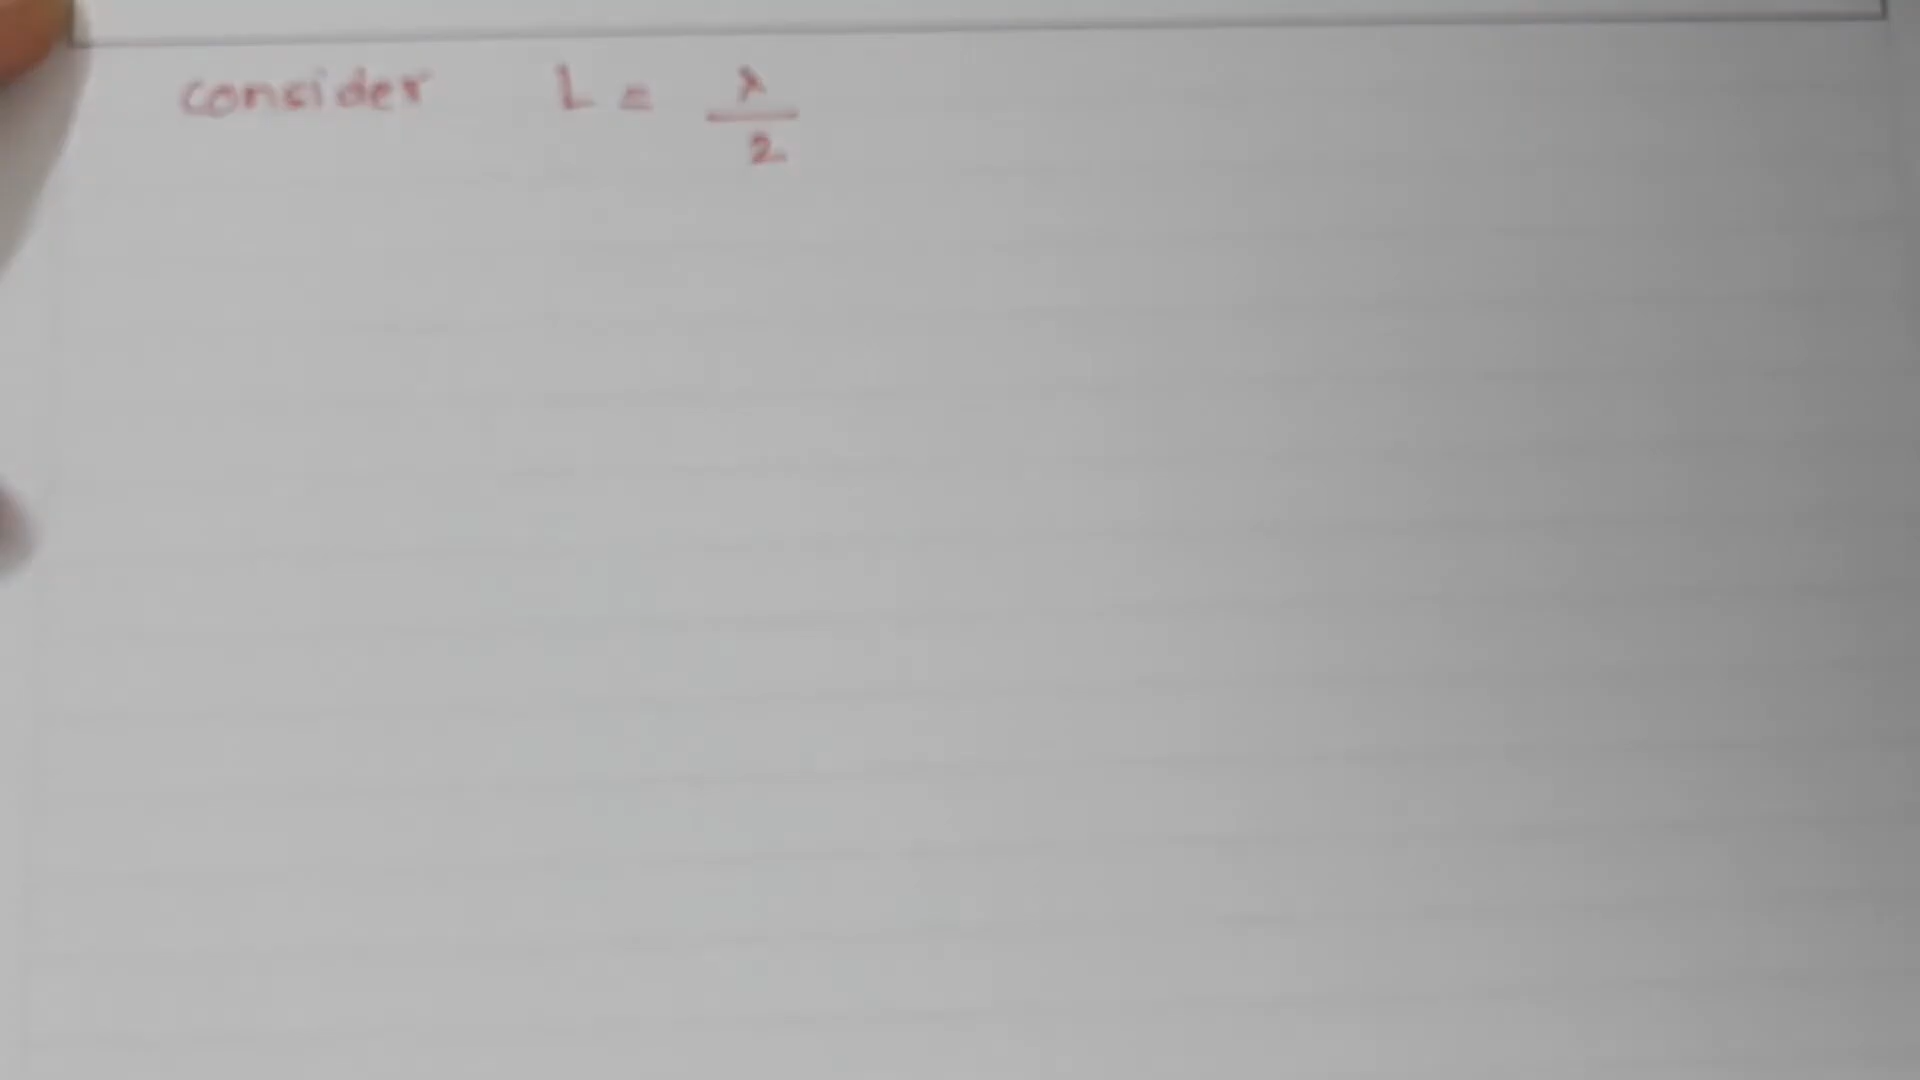 consider L = λ/2